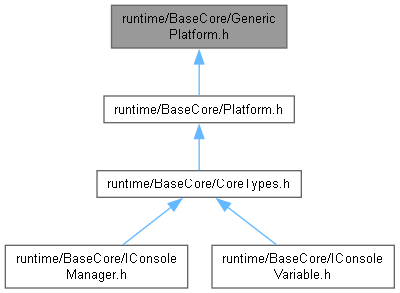 runtime/BaseCore/Generic
Platform.h
runtime/BaseCore/Platform.h
runtime/BaseCore/CoreTypes.h
runtime/BaseCore/IConsole
Manager.h
runtime/BaseCore/IConsole
Variable.h